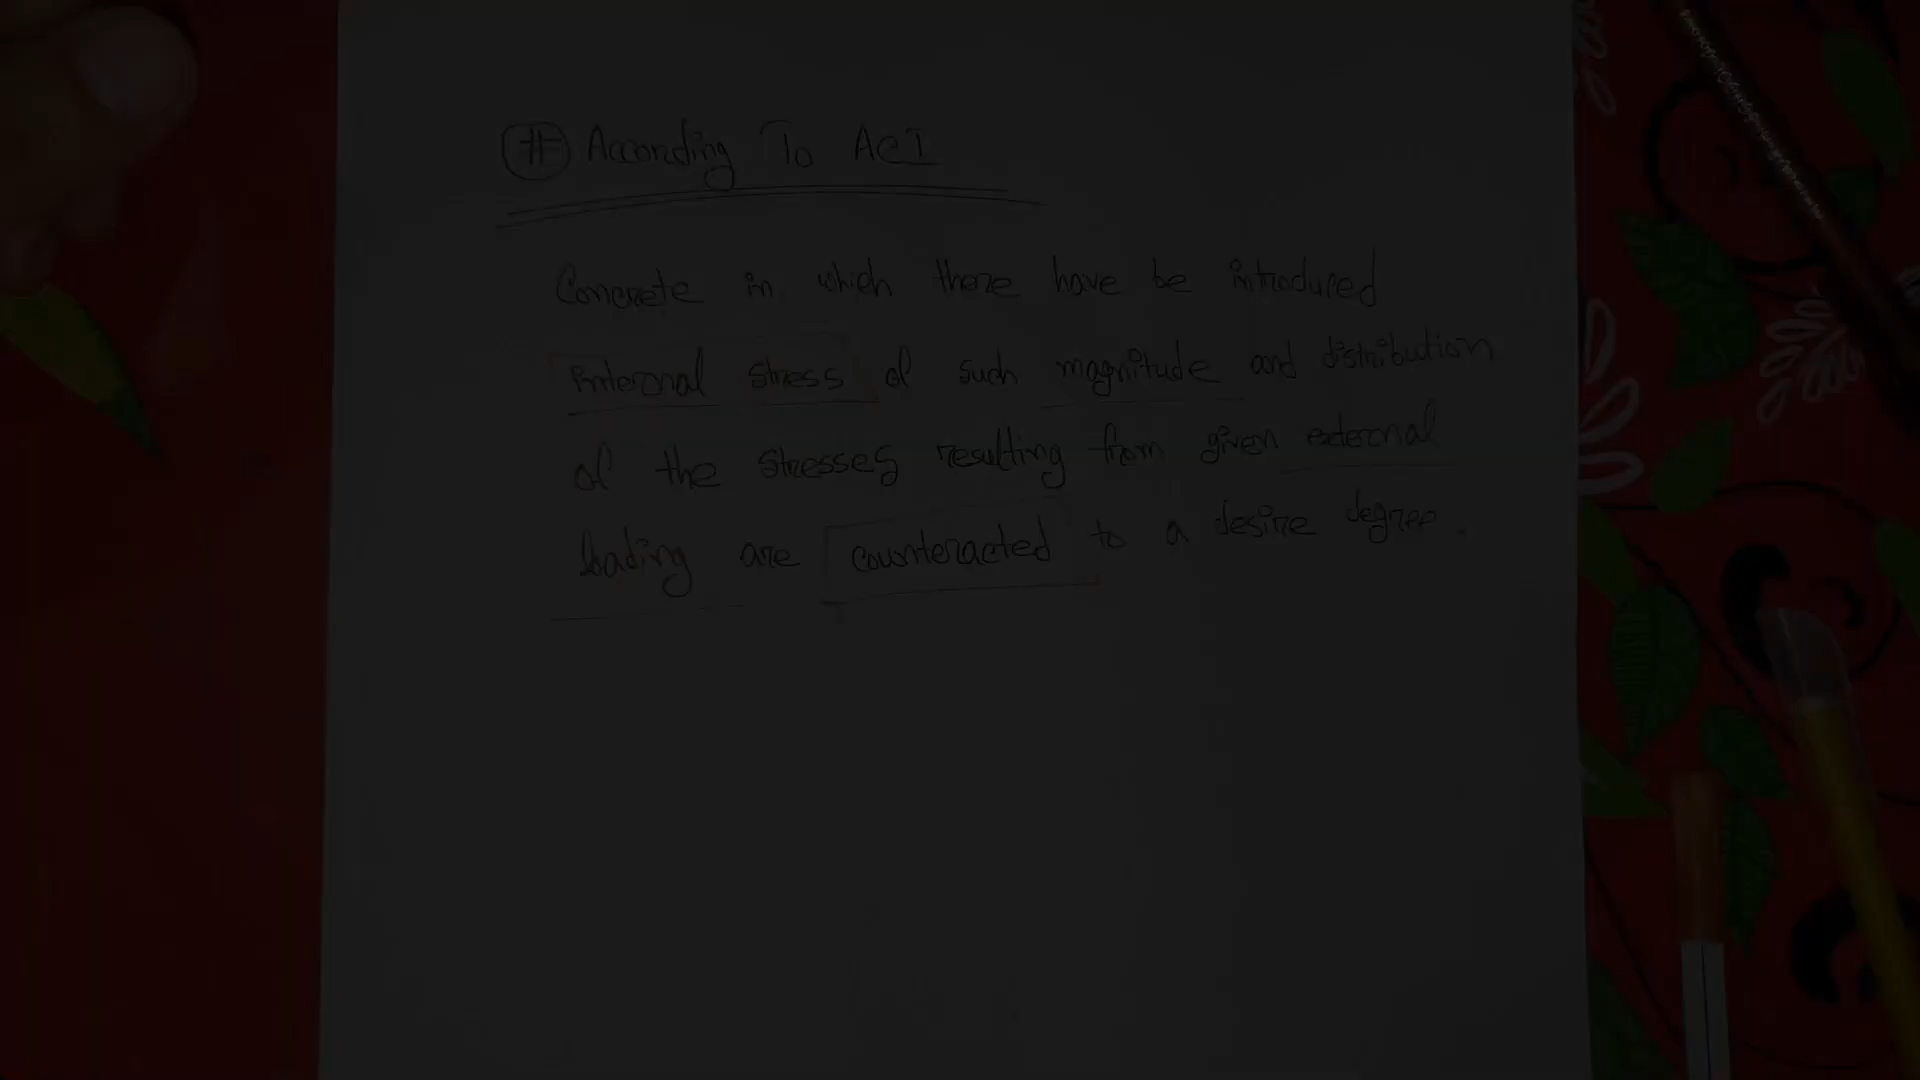 # According To ACI
Concrete in which there have be introduced
internal stress of such magnitude and distribution
of the stresses resulting from given external
loading are counteracted to a desire degree.